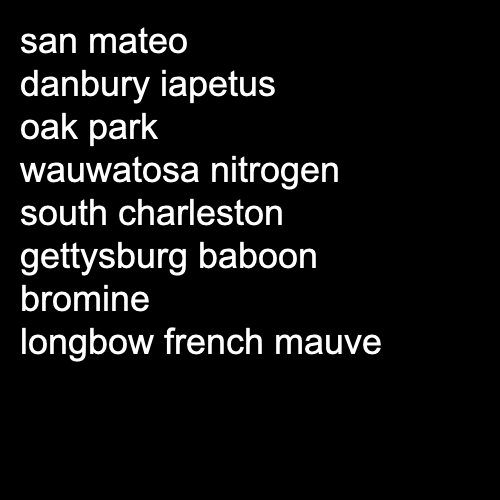 san mateo
danbury iapetus
oak park
wauwatosa nitrogen
south charleston
gettysburg baboon
bromine
longbow french mauve